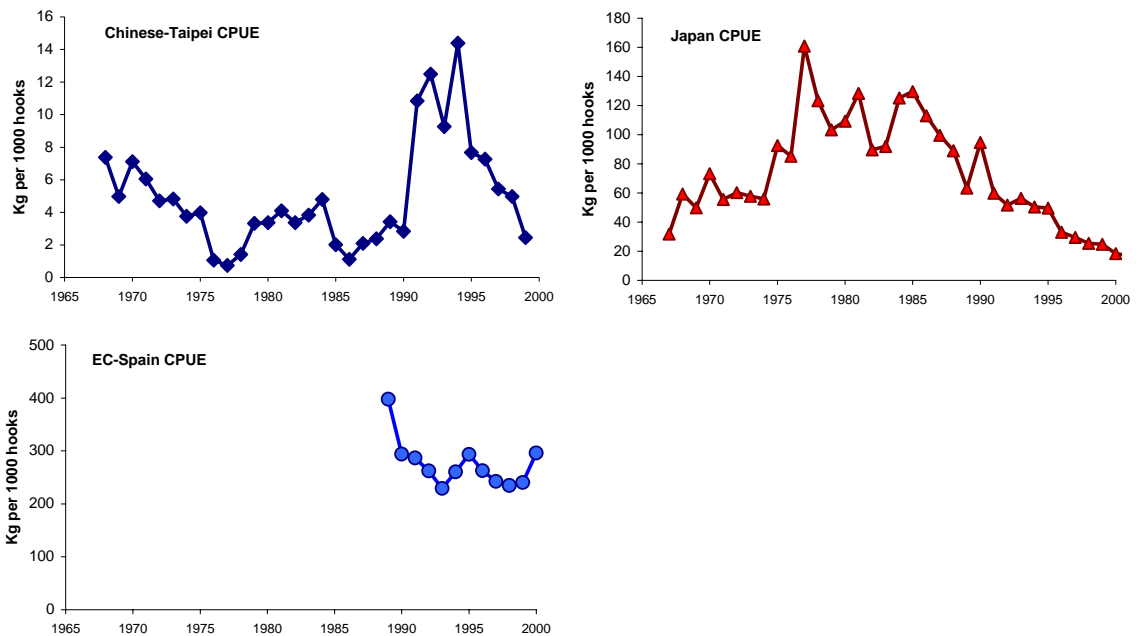 Chinese-Taipei CPUE
Kg per 1000 hooks
16
14
12
10
8
6
4
2
0
1965 1970 1975 1980 1985 1990 1995 2000
Japan CPUE
Kg per 1000 hooks
180
160
140
120
100
80
60
40
20
0
1965 1970 1975 1980 1985 1990 1995 2000
EC-Spain CPUE
Kg per 1000 hooks
500
400
300
200
100
0
1965 1970 1975 1980 1985 1990 1995 2000